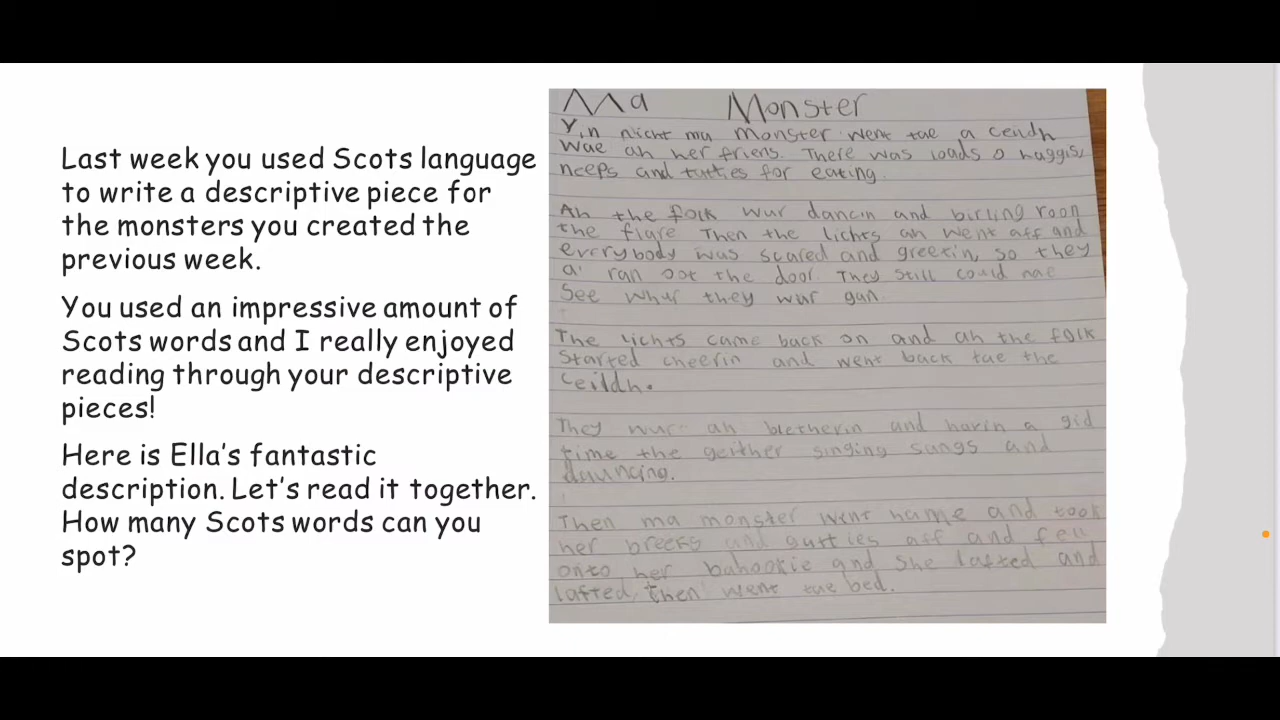 Last week you used Scots language
to write a descriptive piece for
the monsters you created the
previous week.
You used an impressive amount of
Scots words and I really enjoyed
reading through your descriptive
pieces!
Here is Ella's fantastic
description. Let's read it together.
How many Scots words can you
spot?
Ma Monster
Yin nicht ma monster went tae a
wae ah her friens. There was loads o haggis,
neeps and tatties for eating.
Ah the folk wur dancin and birling roon
the flare Then the lichts ah went aff and
everybody was scared and greetin, so they
a' ran oot the door. They still could nae
see whur they wur gan.
The lichts came back on and ah the folk
started cheerin and went back tae the
ceildh.
They wur ah bletherin and havin a gid
time the geither singing sungs and
dauncing.
Then ma monster went hame and took
her breeks and gutties aff and fell
onto her bahookie and she lafted and
lafted, then went tae bed.